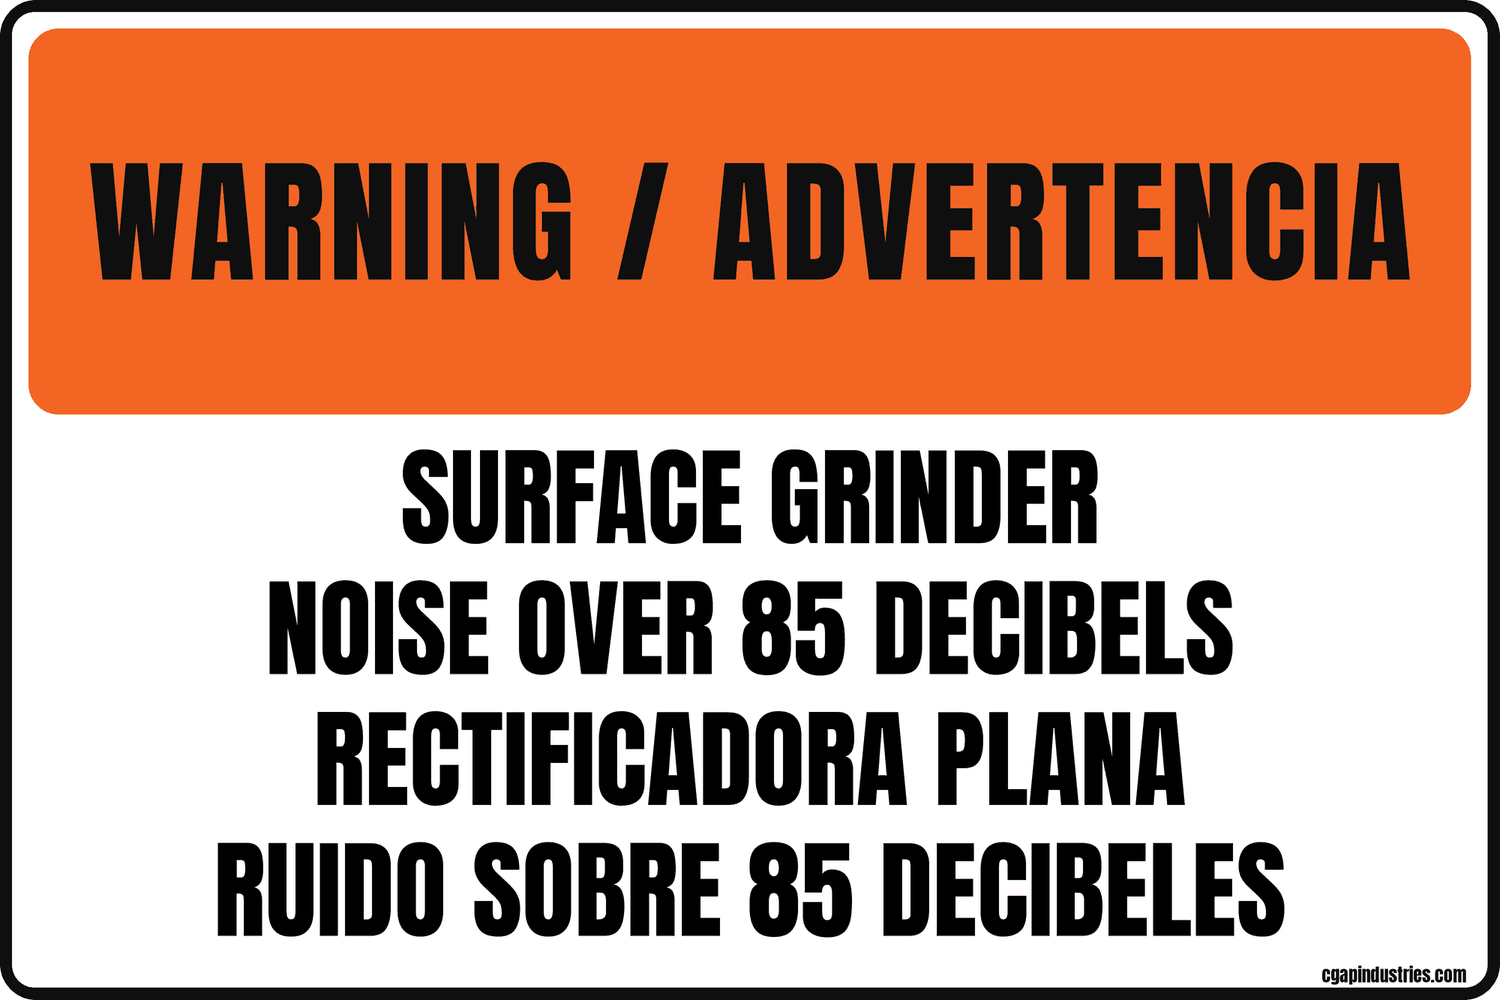 WARNING / ADVERTENCIA
SURFACE GRINDER
NOISE OVER 85 DECIBELS
RECTIFICADORA PLANA
RUIDO SOBRE 85 DECIBELES
cgapindustries.com